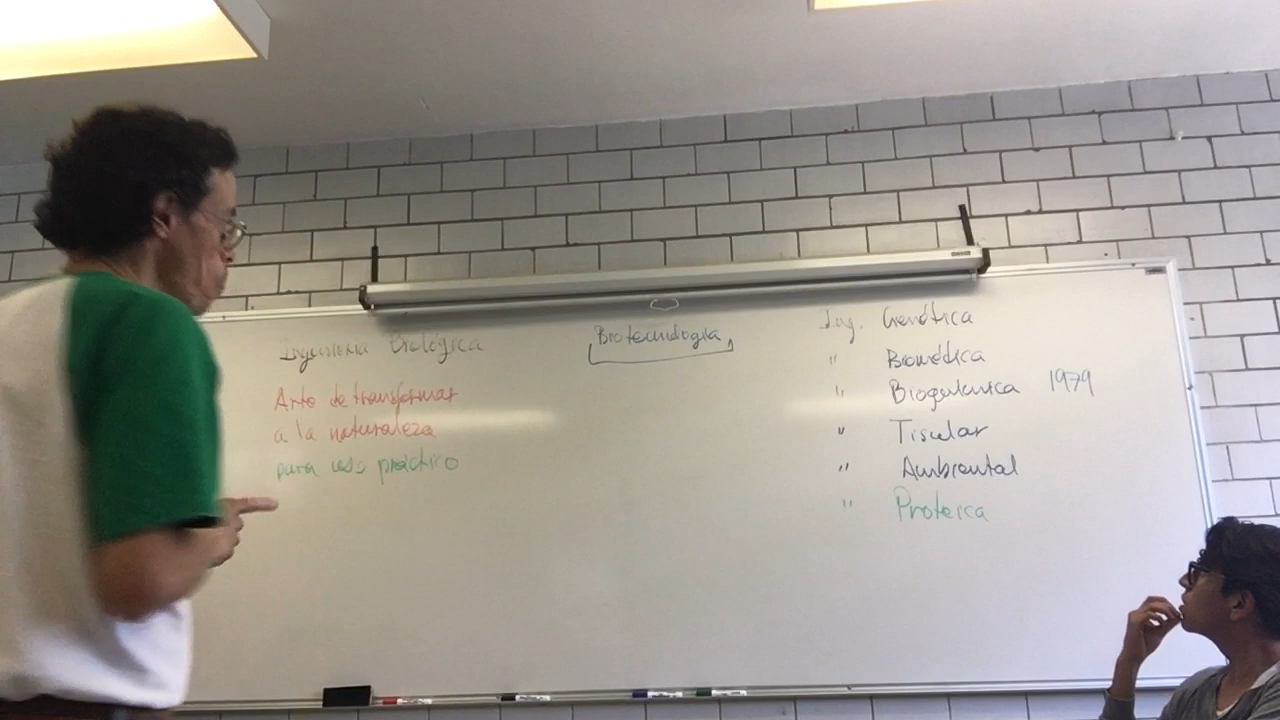 Ingeniería Biológica
Arte de transformar
a la naturaleza
para uso práctico
Biotecnología
Ing. Genética
" Biomédica
" Bioquímica 1979
" Tisular
" Ambiental
" Proteica